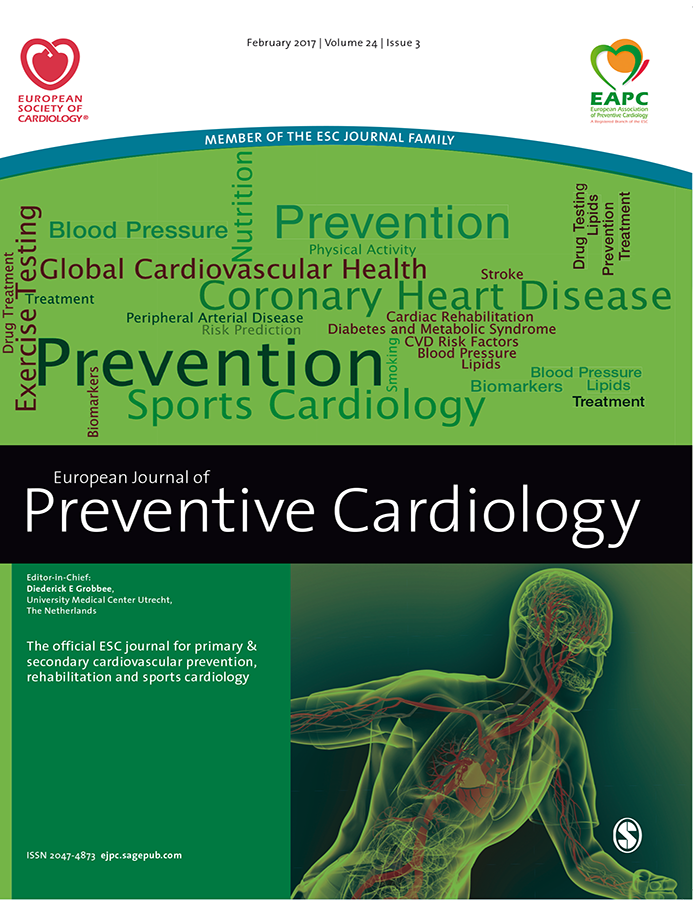 February 2017 | Volume 24 | Issue 3
EUROPEAN
SOCIETY OF
CARDIOLOGY®
EAPC
European Association
of Preventive Cardiology
A Registered Branch of the ESC
MEMBER OF THE ESC JOURNAL FAMILY
Nutrition
Blood Pressure
Prevention
Physical Activity
Drug Testing
Lipids
Prevention
Treatment
Exercise Testing
Drug Treatment
Global Cardiovascular Health
Stroke
Treatment
Coronary Heart Disease
Peripheral Arterial Disease
Cardiac Rehabilitation
Risk Prediction
Diabetes and Metabolic Syndrome
Prevention
Smoking
CVD Risk Factors
Blood Pressure
Lipids
Blood Pressure
Biomarkers
Lipids
Biomarkers
Sports Cardiology
Treatment
European Journal of
Preventive Cardiology
Editor-in-Chief:
Diederick E Grobbee,
University Medical Center Utrecht,
The Netherlands
The official ESC journal for primary &
secondary cardiovascular prevention,
rehabilitation and sports cardiology
ISSN 2047-4873 ejpc.sagepub.com
S